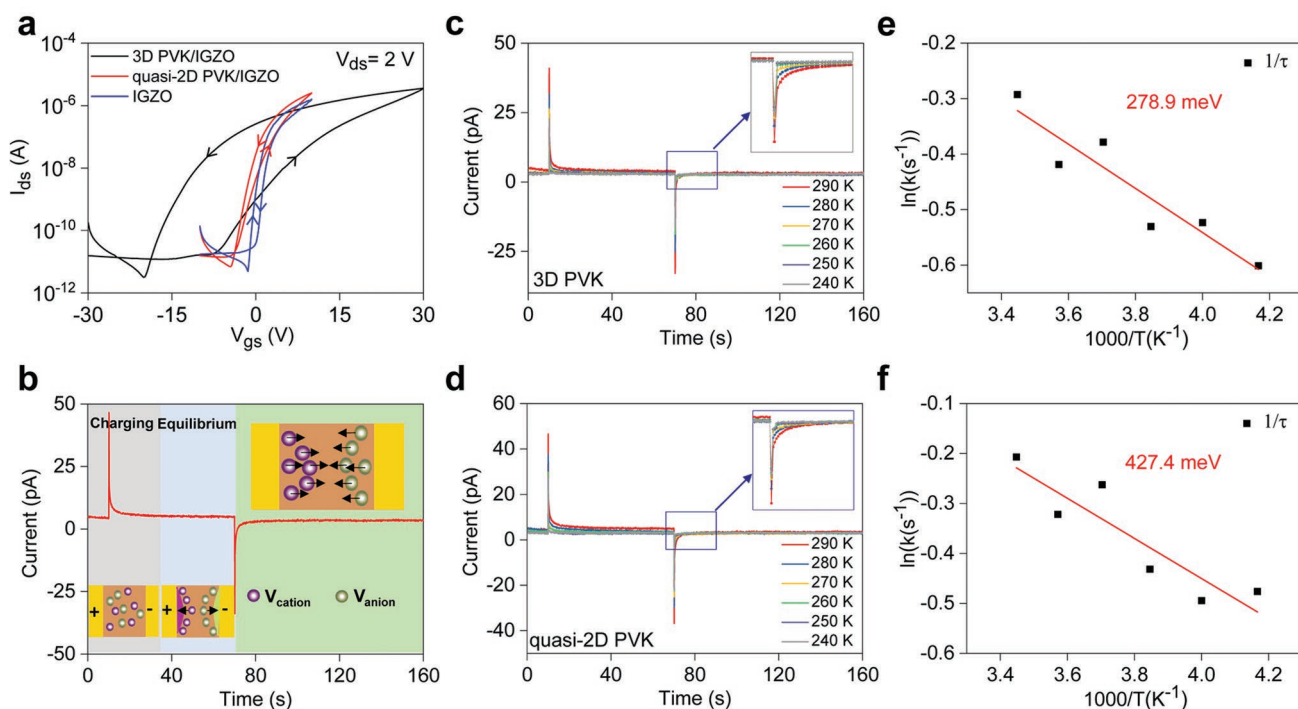 a
3D PVK/IGZO
quasi-2D PVK/IGZO
IGZO
V_ds= 2 V
I_ds (A)
10^-4
10^-6
10^-8
10^-10
10^-12
-30
-15
0
15
30
V_gs (V)
b
Charging
Equilibrium
+
-
+
-
V_cation
V_anion
Current (pA)
50
25
0
-25
-50
0
40
80
120
160
Time (s)
c
Current (pA)
50
25
0
-25
3D PVK
290 K
280 K
270 K
260 K
250 K
240 K
0
40
80
120
160
Time (s)
d
Current (pA)
60
40
20
0
-20
-40
quasi-2D PVK
290 K
280 K
270 K
260 K
250 K
240 K
0
40
80
120
160
Time (s)
e
1/τ
278.9 meV
ln(k(s^-1))
-0.2
-0.3
-0.4
-0.5
-0.6
3.4
3.6
3.8
4.0
4.2
1000/T(K^-1)
f
1/τ
427.4 meV
ln(k(s^-1))
-0.1
-0.2
-0.3
-0.4
-0.5
-0.6
3.4
3.6
3.8
4.0
4.2
1000/T(K^-1)